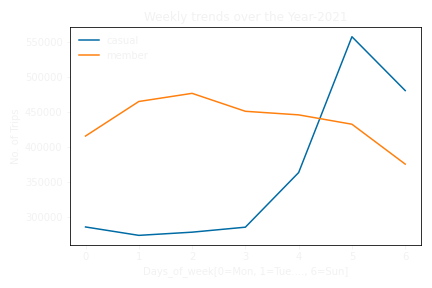 Weekly trends over the Year-2021
casual
member
550000
500000
450000
400000
350000
300000
No. of Trips
0 1 2 3 4 5 6
Days_of_week[0=Mon, 1=Tue, ... , 6=Sun)